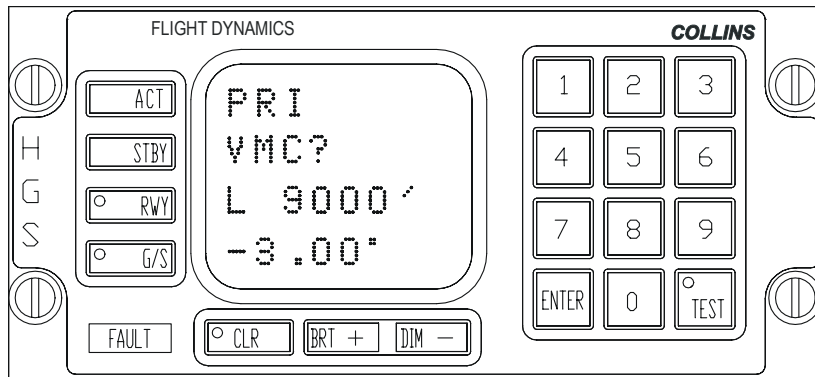 FLIGHT DYNAMICS
COLLINS
HGS
ACT
STBY
RWY
G/S
FAULT
PRI
VMC?
L 9000′
-3.00°
CLR
BRT +
DIM −
1 2 3
4 5 6
7 8 9
ENTER 0 TEST